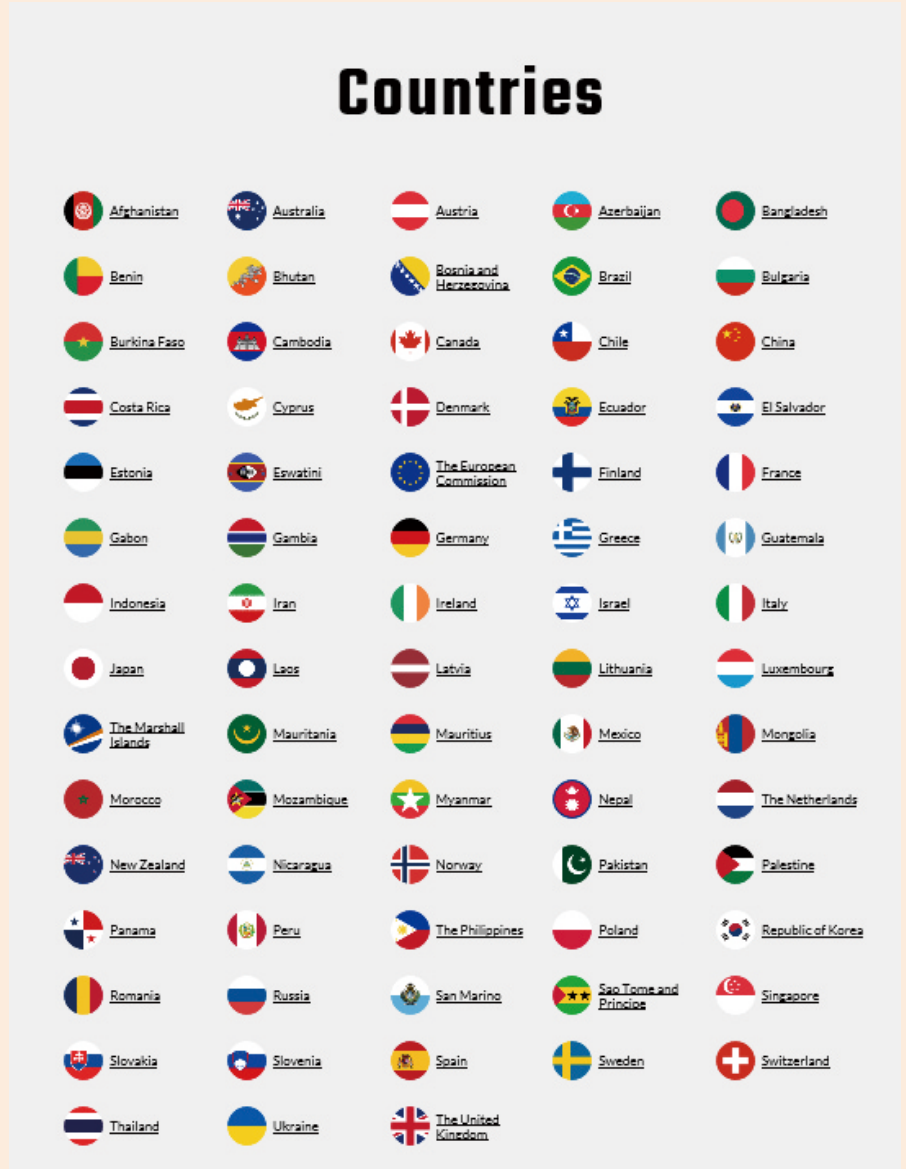 Countries
Afghanistan
Australia
Austria
Azerbaijan
Bangladesh
Benin
Bhutan
Bosnia and
Herzegovina
Brazil
Bulgaria
Burkina Faso
Cambodia
Canada
Chile
China
Costa Rica
Cyprus
Denmark
Ecuador
El Salvador
Estonia
Eswatini
The European
Commission
Finland
France
Gabon
Gambia
Germany
Greece
Guatemala
Indonesia
Iran
Ireland
Israel
Italy
Japan
Laos
Latvia
Lithuania
Luxembourg
The Marshall
Islands
Mauritania
Mauritius
Mexico
Mongolia
Morocco
Mozambique
Myanmar
Nepal
The Netherlands
New Zealand
Nicaragua
Norway
Pakistan
Palestine
Panama
Peru
The Philippines
Poland
Republic of Korea
Romania
Russia
San Marino
Sao Tome and
Principe
Singapore
Slovakia
Slovenia
Spain
Sweden
Switzerland
Thailand
Ukraine
The United
Kingdom